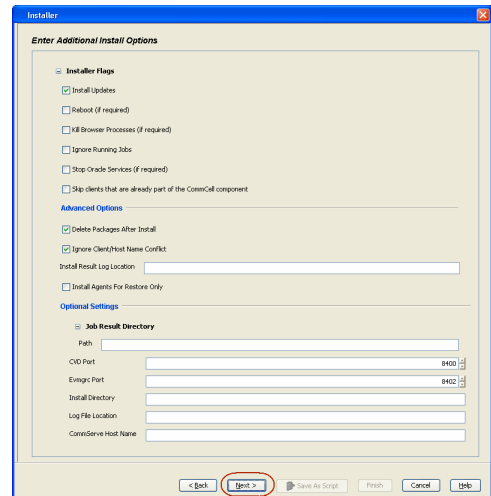 Installer
Enter Additional Install Options
Installer Flags
Install Updates
Reboot (if required)
Kill Browser Processes (if required)
Ignore Running Jobs
Stop Oracle Services (if required)
Skip clients that are already part of the CommCell component
Advanced Options
Delete Packages After Install
Ignore Client/Host Name Conflict
Install Result Log Location
Install Agents For Restore Only
Optional Settings
Job Result Directory
Path
CVD Port 8400
Evmgrc Port 8402
Install Directory
Log File Location
CommServe Host Name
< Back Next > Save As Script Finish Cancel Help